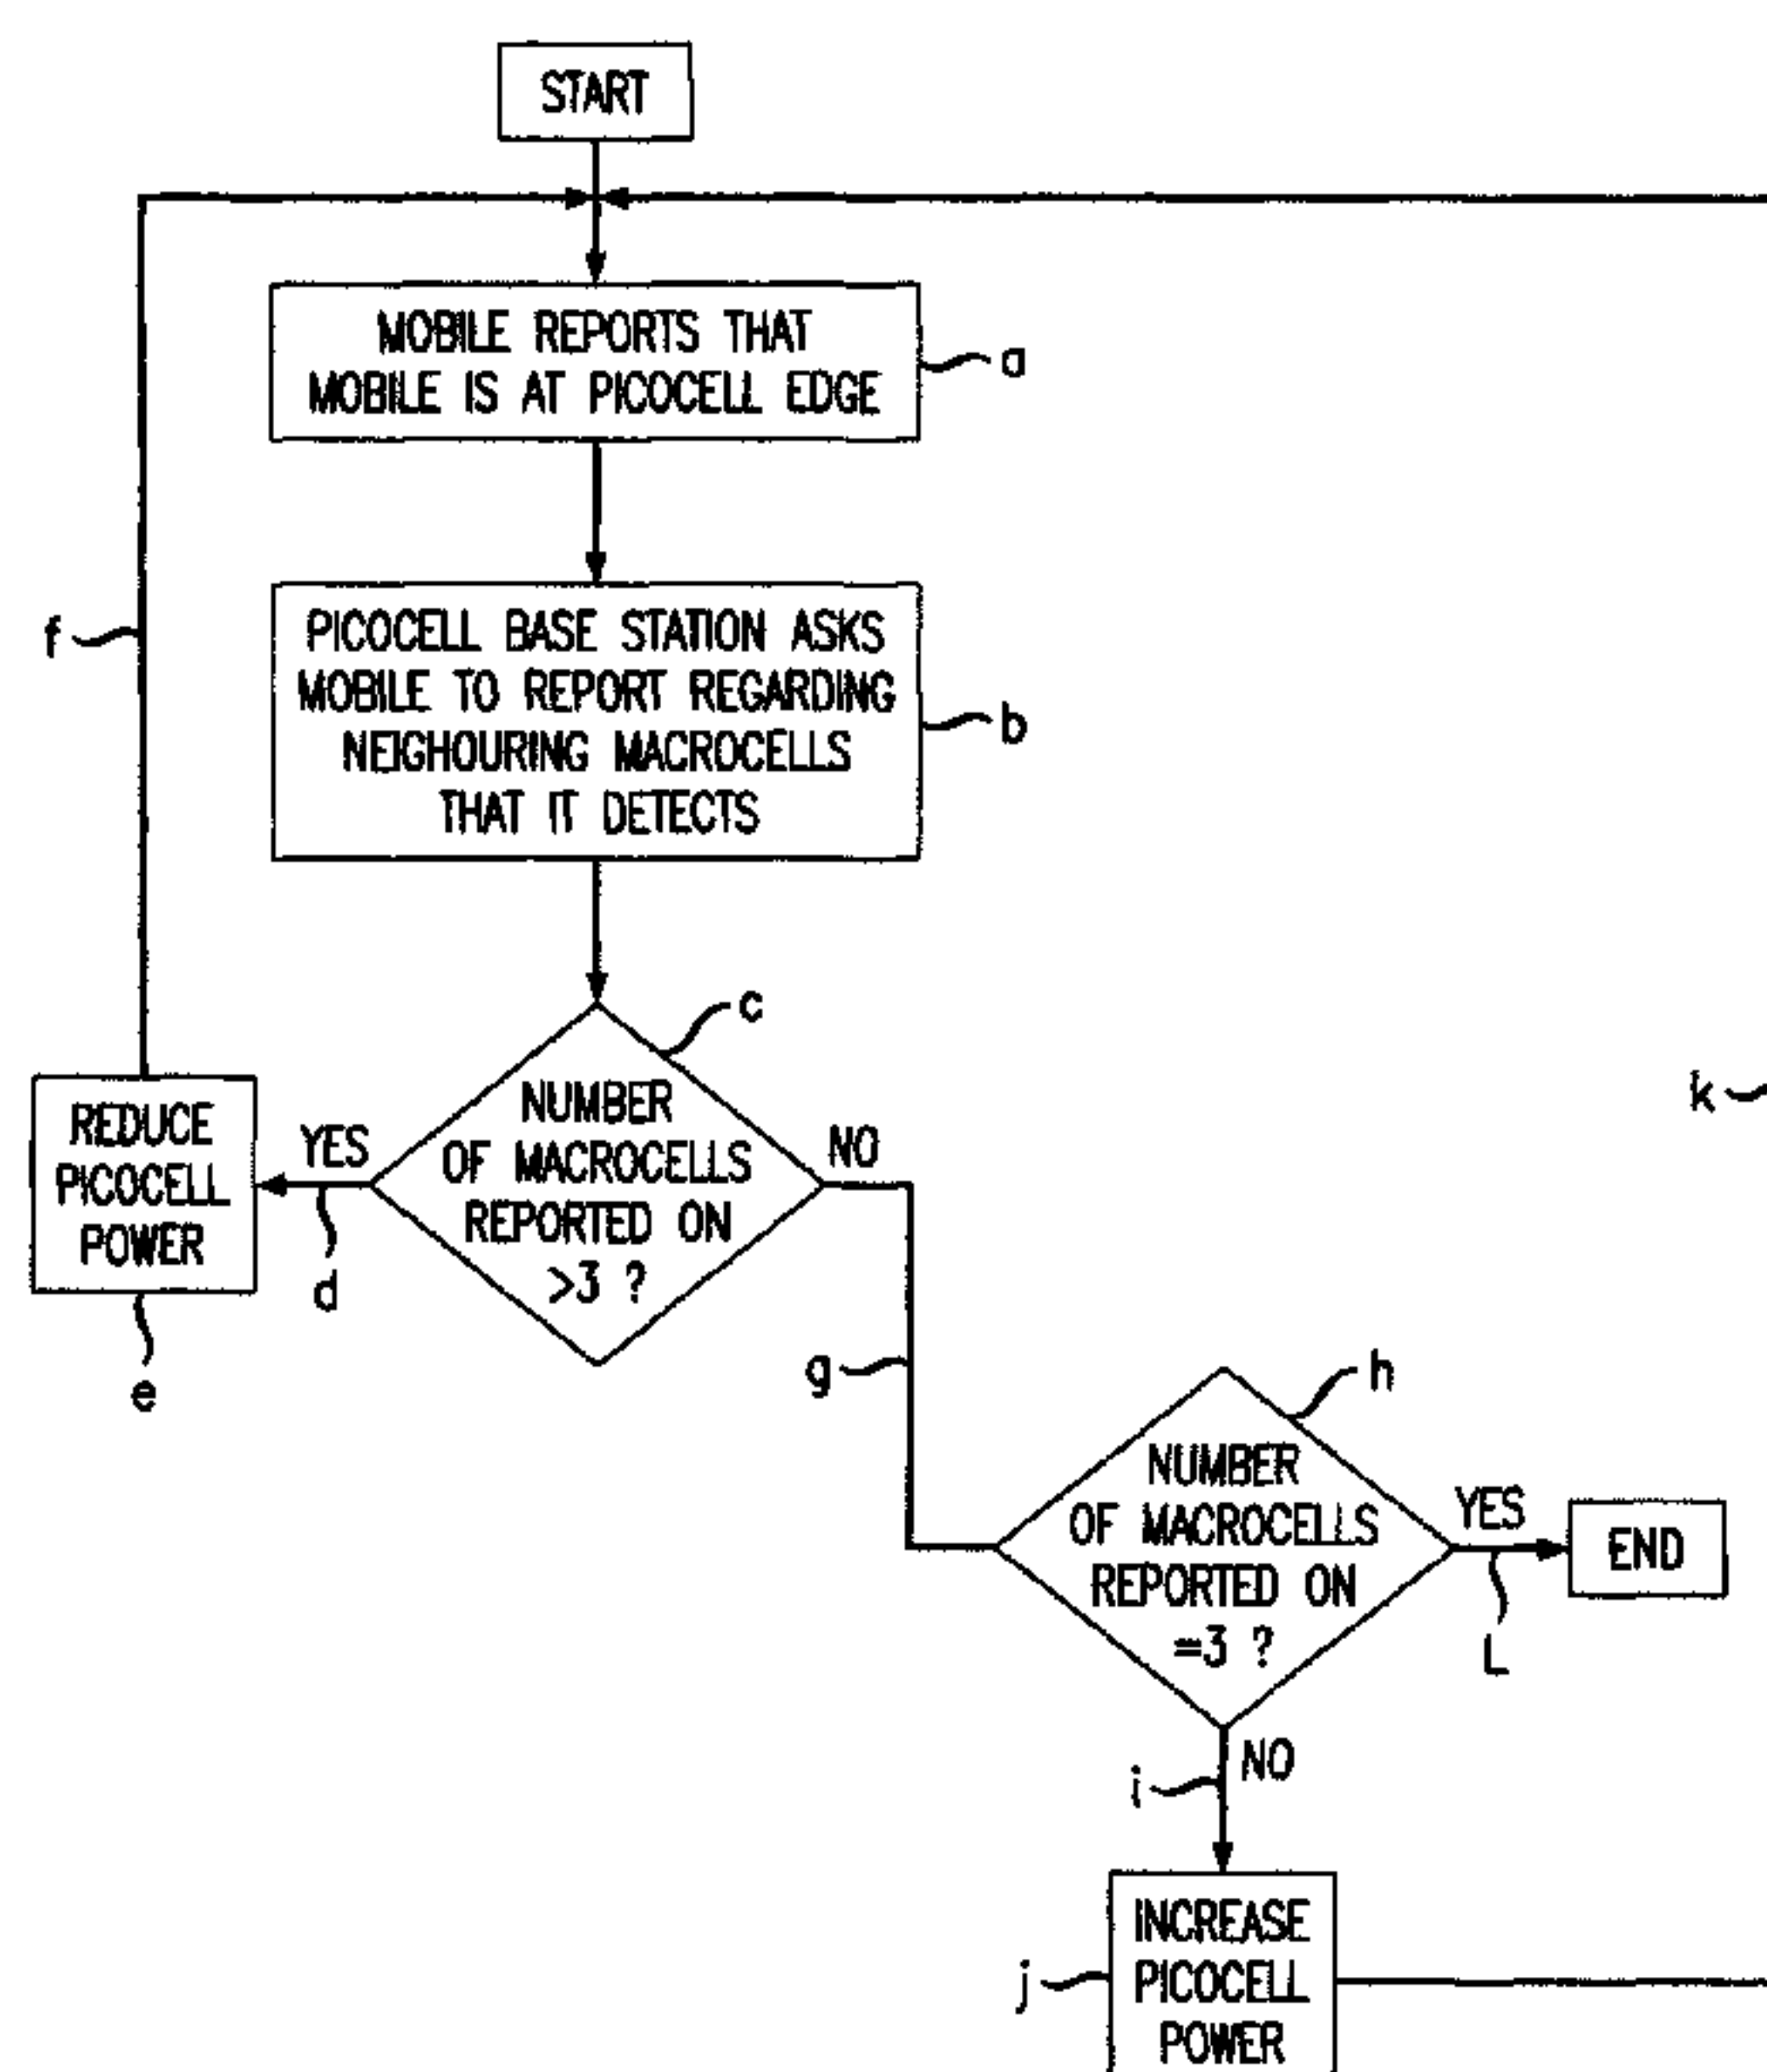 START
MOBILE REPORTS THAT
MOBILE IS AT PICOCELL EDGE
a
f
PICOCELL BASE STATION ASKS
MOBILE TO REPORT REGARDING
NEIGHOURING MACROCELLS
THAT IT DETECTS
b
c
k
REDUCE
PICOCELL
POWER
YES
NUMBER
OF MACROCELLS
REPORTED ON
>3 ?
NO
d
e
g
h
NUMBER
OF MACROCELLS
REPORTED ON
=3 ?
YES
END
L
i
NO
j
INCREASE
PICOCELL
POWER